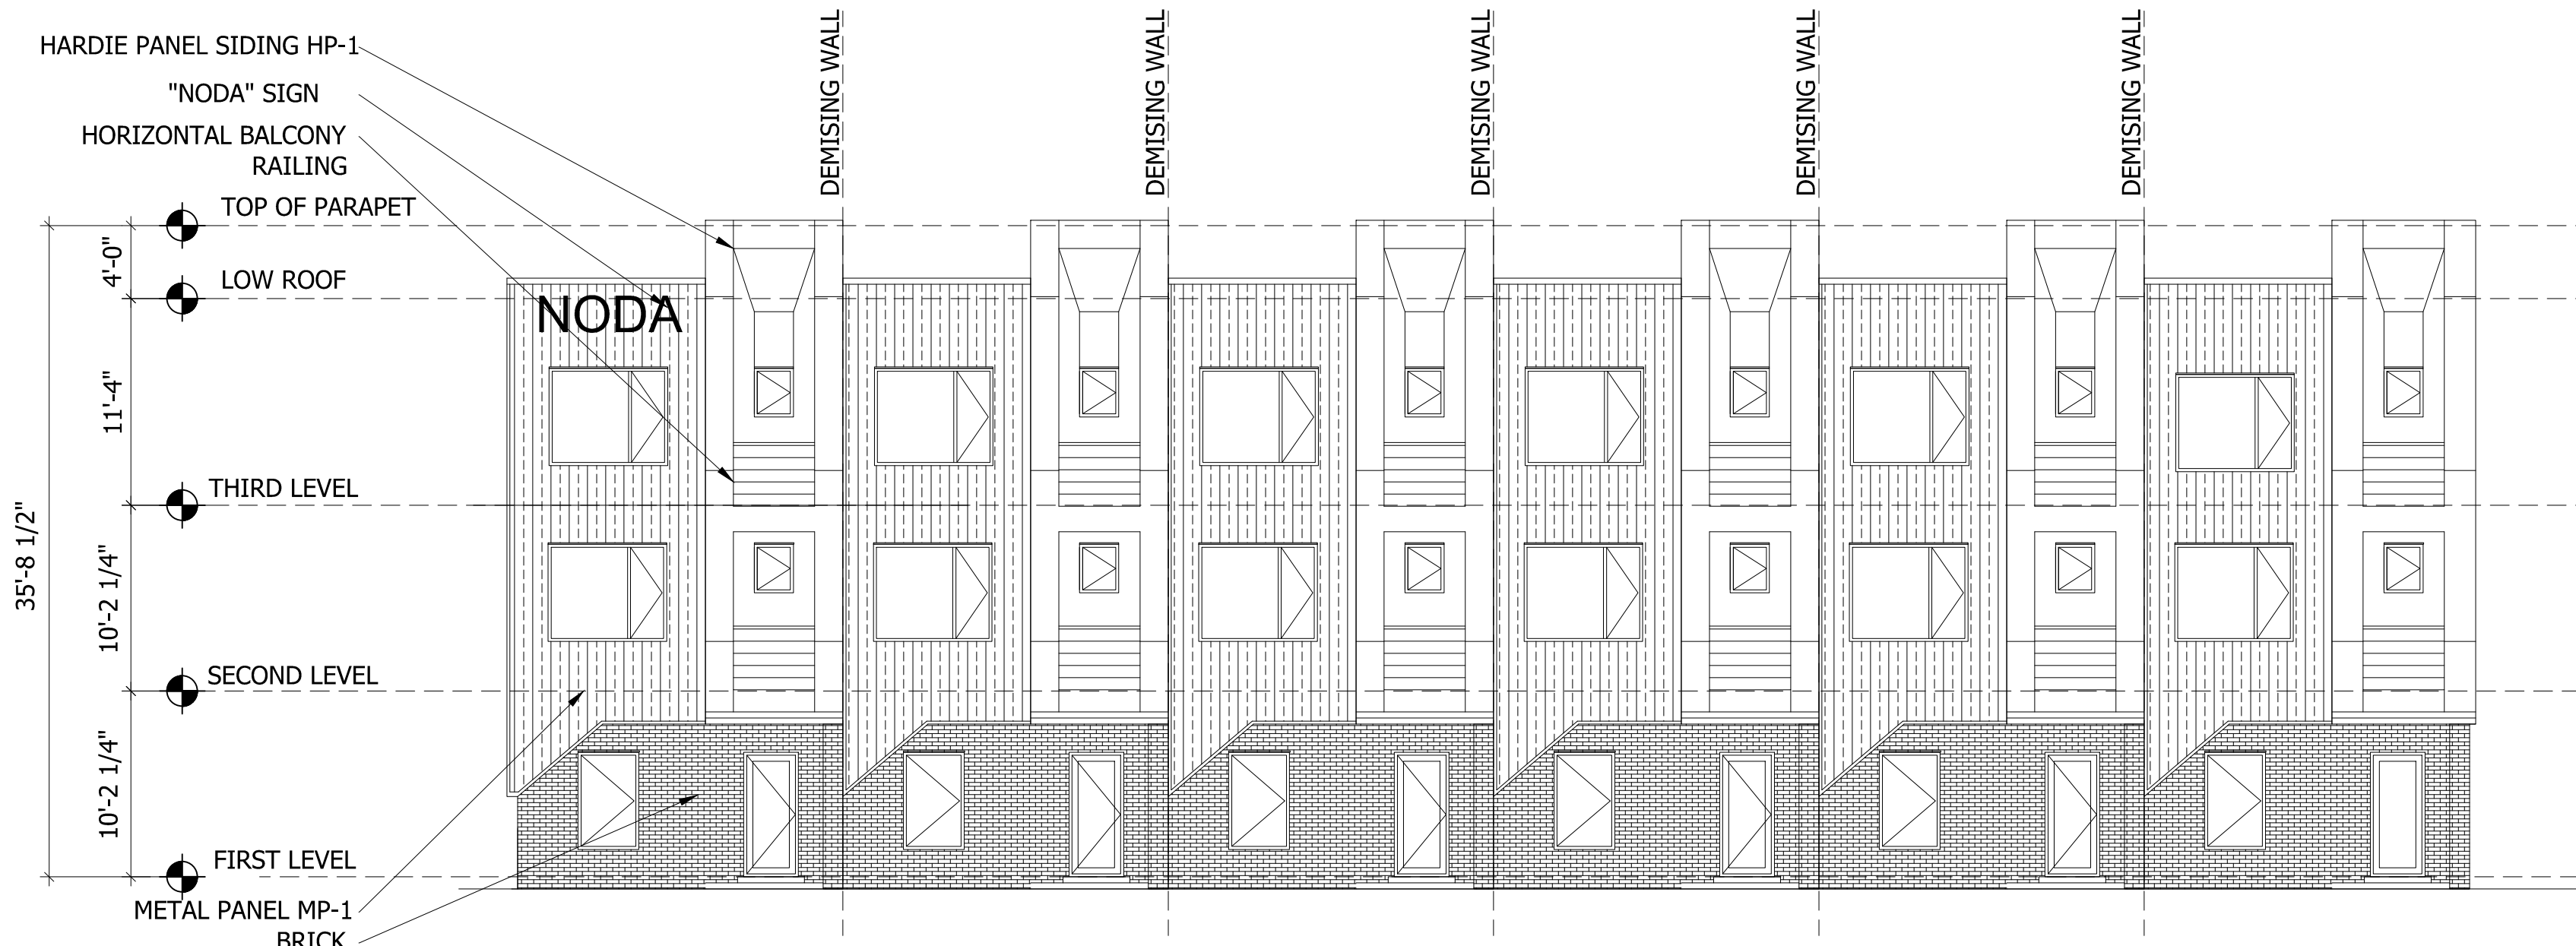 HARDIE PANEL SIDING HP-1
"NODA" SIGN
HORIZONTAL BALCONY
RAILING
TOP OF PARAPET
LOW ROOF
THIRD LEVEL
SECOND LEVEL
FIRST LEVEL
METAL PANEL MP-1
BRICK
35'-8 1/2"
4'-0"
11'-4"
10'-2 1/4"
10'-2 1/4"
NODA
DEMISING WALL
DEMISING WALL
DEMISING WALL
DEMISING WALL
DEMISING WALL